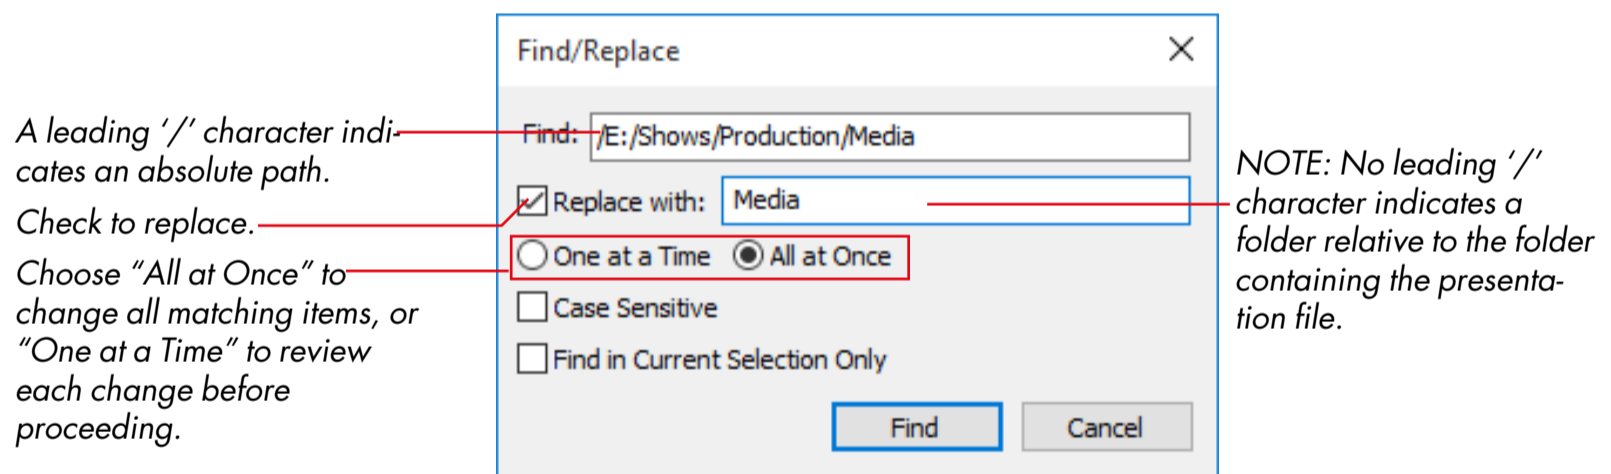 A leading ‘/’ character indi-
cates an absolute path.
Check to replace.
Choose “All at Once” to
change all matching items, or
“One at a Time” to review
each change before
proceeding.
Find/Replace
Find: /E:/Shows/Production/Media
Replace with: Media
One at a Time All at Once
Case Sensitive
Find in Current Selection Only
Find Cancel
NOTE: No leading ‘/’
character indicates a
folder relative to the folder
containing the presenta-
tion file.